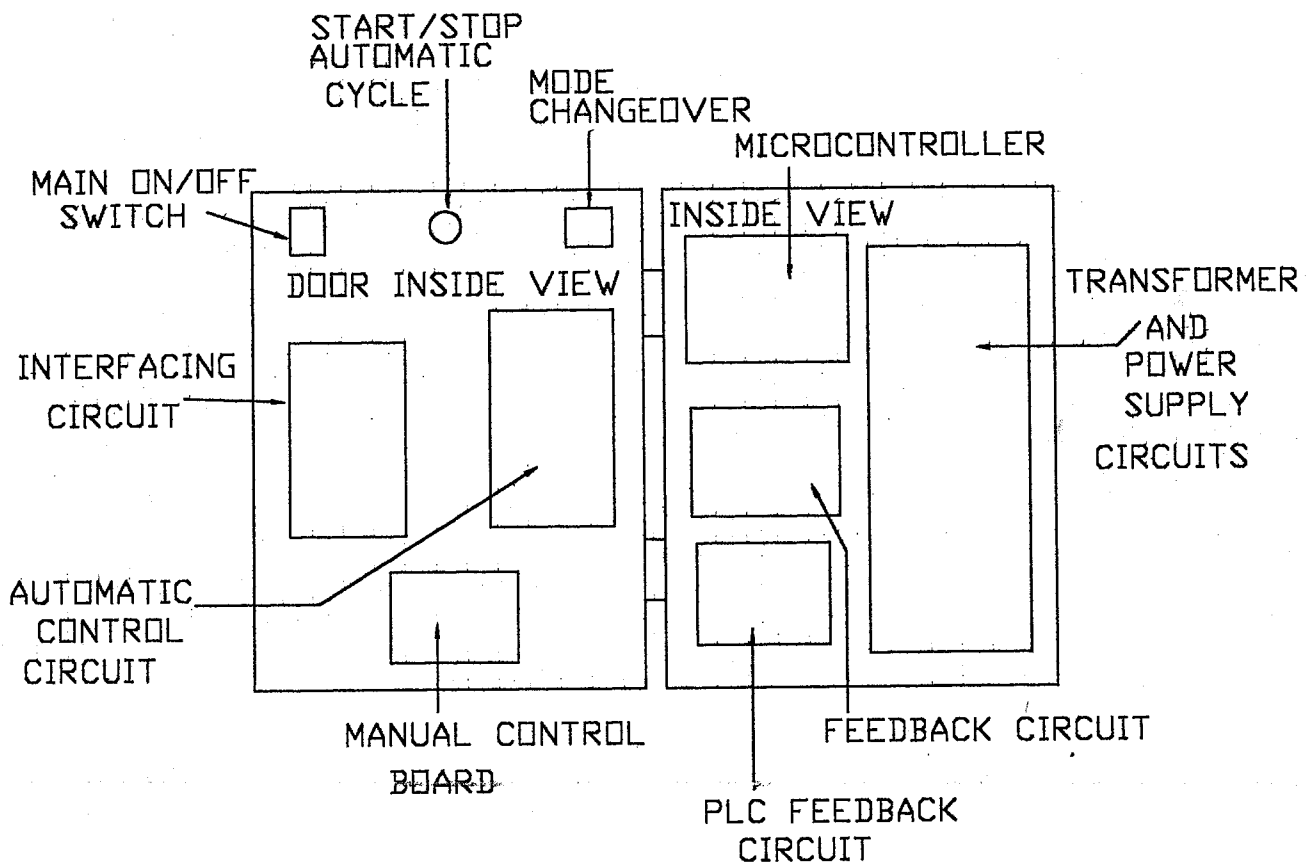 START/STOP
AUTOMATIC
CYCLE
MODE
CHANGEOVER
MICROCONTROLLER
MAIN ON/OFF
SWITCH
INSIDE VIEW
DOOR INSIDE VIEW
TRANSFORMER
AND
POWER
SUPPLY
CIRCUITS
INTERFACING
CIRCUIT
AUTOMATIC
CONTROL
CIRCUIT
MANUAL CONTROL
BOARD
FEEDBACK CIRCUIT
PLC FEEDBACK
CIRCUIT